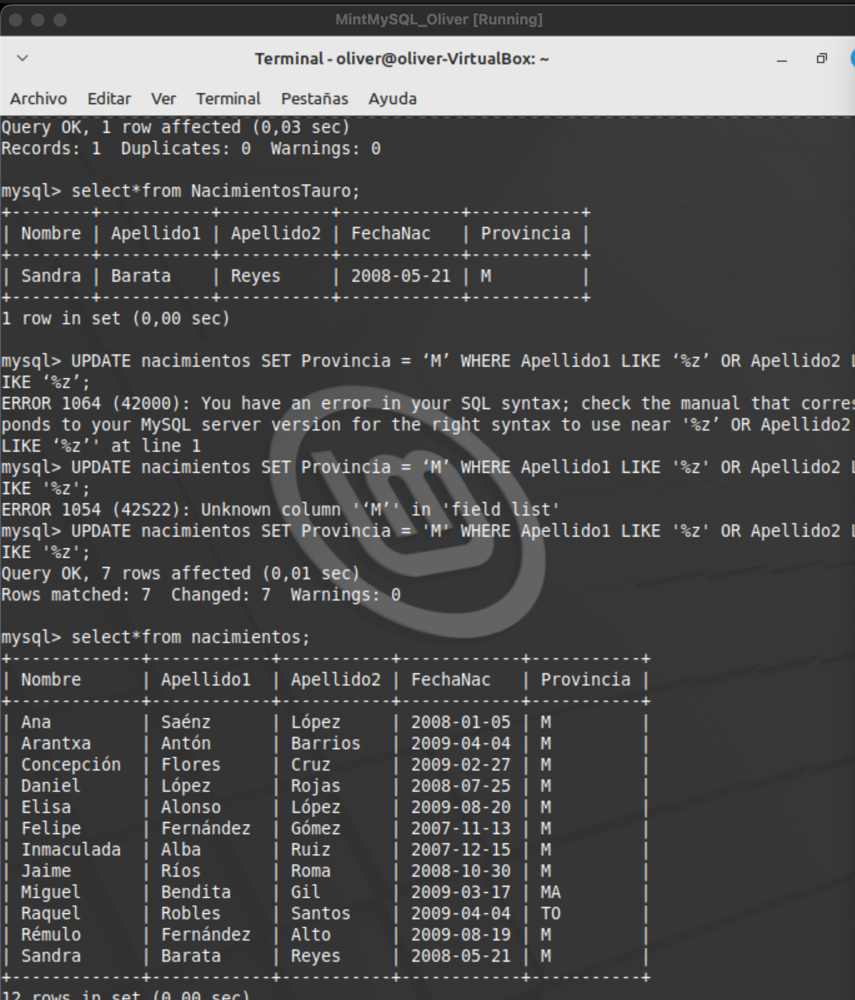 MintMySQL_Oliver [Running]
Terminal - oliver@oliver-VirtualBox: ~
Archivo Editar Ver Terminal Pestañas Ayuda
Query OK, 1 row affected (0,03 sec)
Records: 1  Duplicates: 0  Warnings: 0
mysql> select*from NacimientosTauro;
+--------+-----------+-----------+------------+-----------+
| Nombre | Apellido1 | Apellido2 | FechaNac   | Provincia |
+--------+-----------+-----------+------------+-----------+
| Sandra | Barata    | Reyes     | 2008-05-21 | M         |
+--------+-----------+-----------+------------+-----------+
1 row in set (0,00 sec)
mysql> UPDATE nacimientos SET Provincia = ‘M’ WHERE Apellido1 LIKE ‘%z’ OR Apellido2 L
IKE ‘%z’;
ERROR 1064 (42000): You have an error in your SQL syntax; check the manual that corres
ponds to your MySQL server version for the right syntax to use near '%z’ OR Apellido2
LIKE ‘%z’' at line 1
mysql> UPDATE nacimientos SET Provincia = ‘M’ WHERE Apellido1 LIKE '%z' OR Apellido2 L
IKE '%z';
ERROR 1054 (42S22): Unknown column '‘M’' in 'field list'
mysql> UPDATE nacimientos SET Provincia = 'M' WHERE Apellido1 LIKE '%z' OR Apellido2 L
IKE '%z';
Query OK, 7 rows affected (0,01 sec)
Rows matched: 7  Changed: 7  Warnings: 0
mysql> select*from nacimientos;
+-------------+------------+-----------+------------+-----------+
| Nombre      | Apellido1  | Apellido2 | FechaNac   | Provincia |
+-------------+------------+-----------+------------+-----------+
| Ana         | Saénz      | López     | 2008-01-05 | M         |
| Arantxa     | Antón      | Barrios   | 2009-04-04 | M         |
| Concepción  | Flores     | Cruz      | 2009-02-27 | M         |
| Daniel      | López      | Rojas     | 2008-07-25 | M         |
| Elisa       | Alonso     | López     | 2009-08-20 | M         |
| Felipe      | Fernández  | Gómez     | 2007-11-13 | M         |
| Inmaculada  | Alba       | Ruiz      | 2007-12-15 | M         |
| Jaime       | Ríos       | Roma      | 2008-10-30 | M         |
| Miguel      | Bendita    | Gil       | 2009-03-17 | MA        |
| Raquel      | Robles     | Santos    | 2009-04-04 | TO        |
| Rémulo      | Fernández  | Alto      | 2009-08-19 | M         |
| Sandra      | Barata     | Reyes     | 2008-05-21 | M         |
+-------------+------------+-----------+------------+-----------+
12 rows in set (0,00 sec)